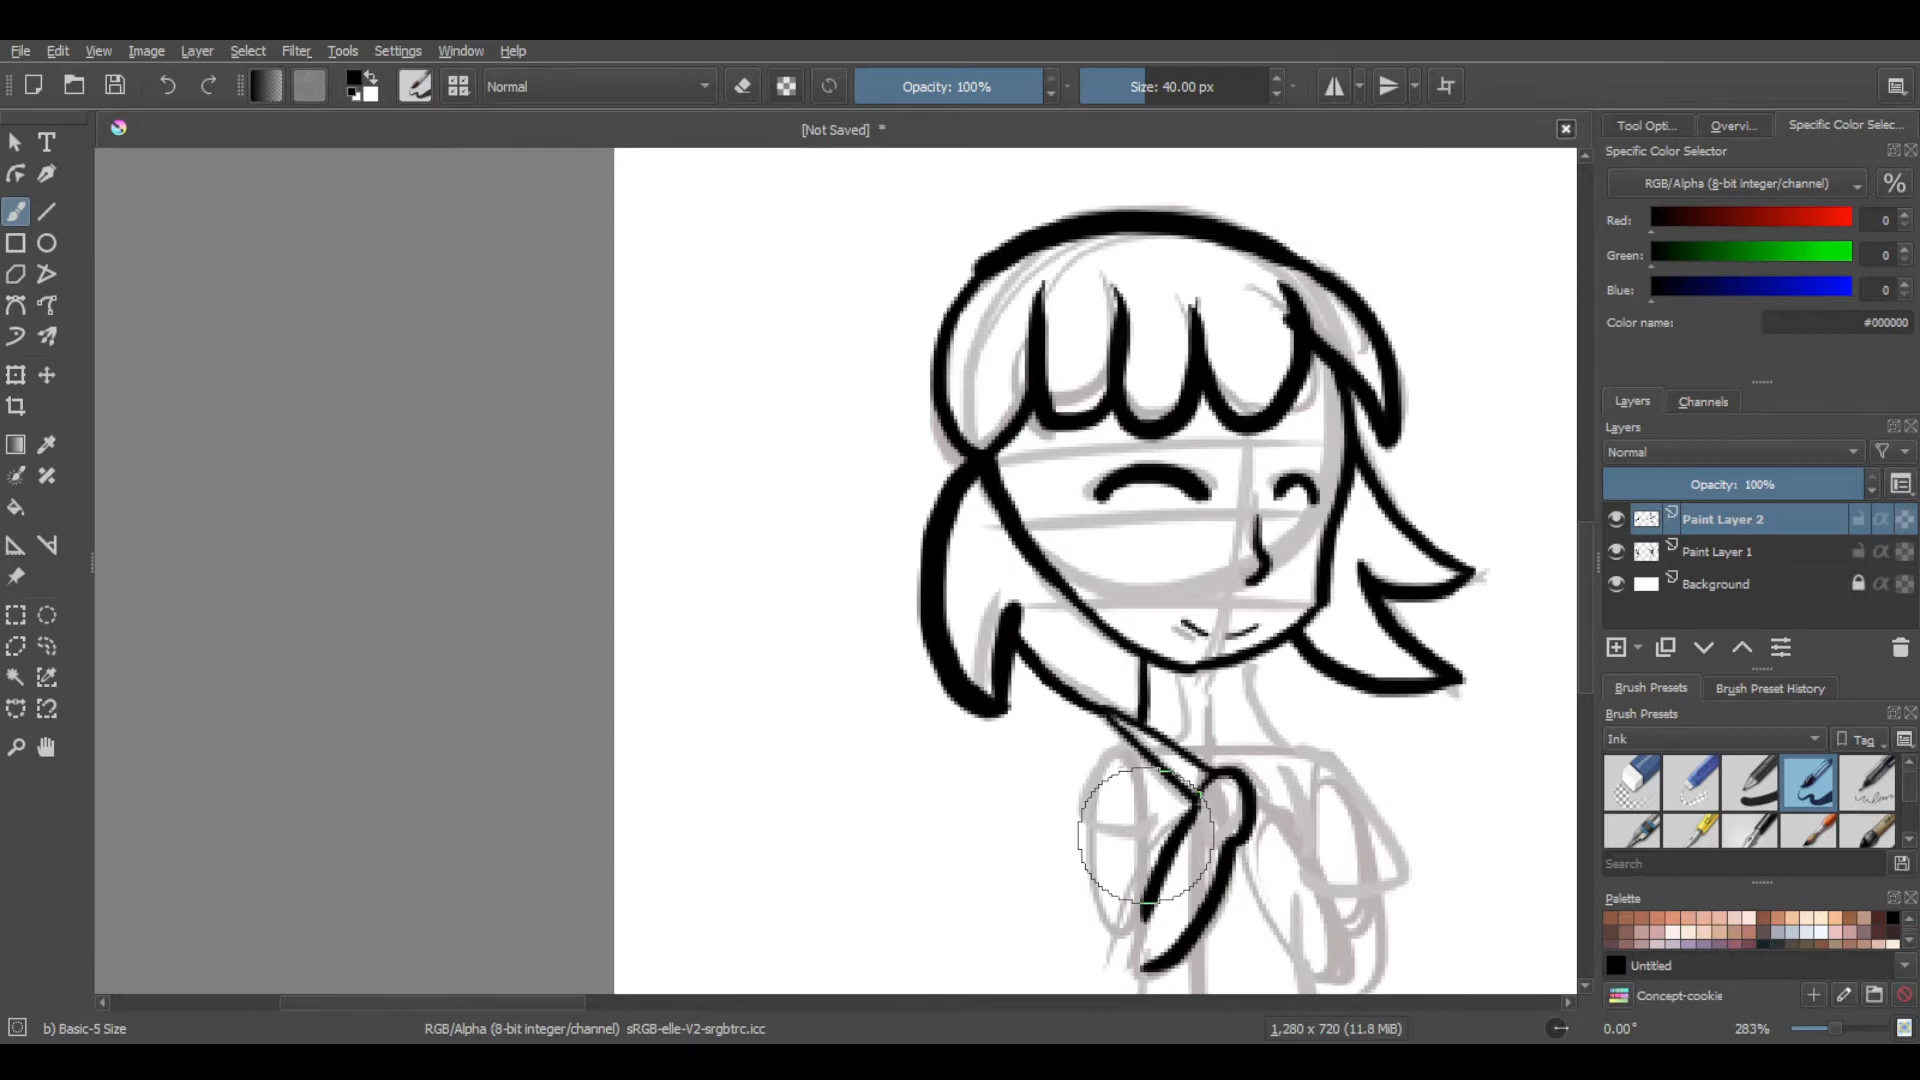 File Edit View Image Layer Select Filter Tools Settings Window Help
Normal
Opacity: 100%
Size: 40.00 px
[Not Saved] *
Tool Opti... Overvi... Specific Color Selec...
Specific Color Selector
RGB/Alpha (8-bit integer/channel) %
Red: 0
Green: 0
Blue: 0
Color name: #000000
Layers Channels
Layers
Normal
Opacity: 100%
Paint Layer 2
Paint Layer 1
Background
Brush Presets Brush Preset History
Brush Presets
Ink Tag
Search
Palette
Untitled
Concept-cookie
b) Basic-5 Size RGB/Alpha (8-bit integer/channel) sRGB-elle-V2-srgbtrc.icc 1,280 x 720 (11.8 MiB) 0.00° 283%